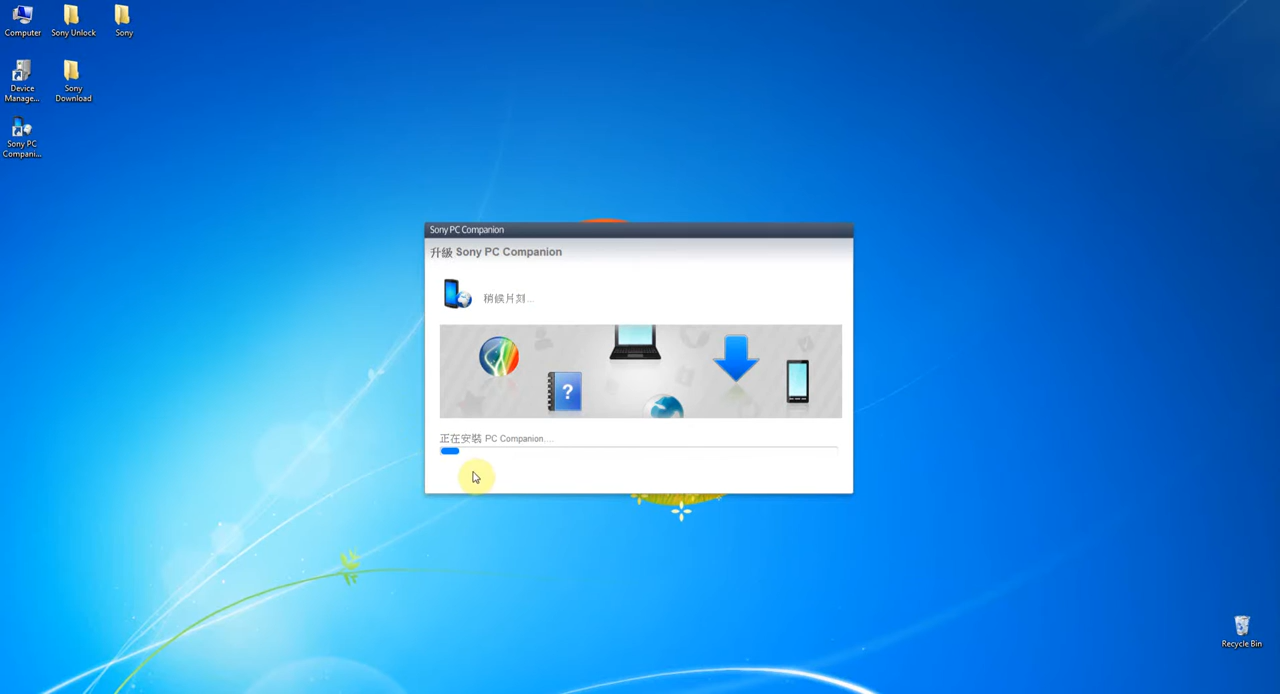 Computer
Sony Unlock
Sony
Device
Manage...
Sony
Download
Sony PC
Compani...
Sony PC Companion
升級 Sony PC Companion
稍候片刻...
?
正在安裝 PC Companion....
Recycle Bin